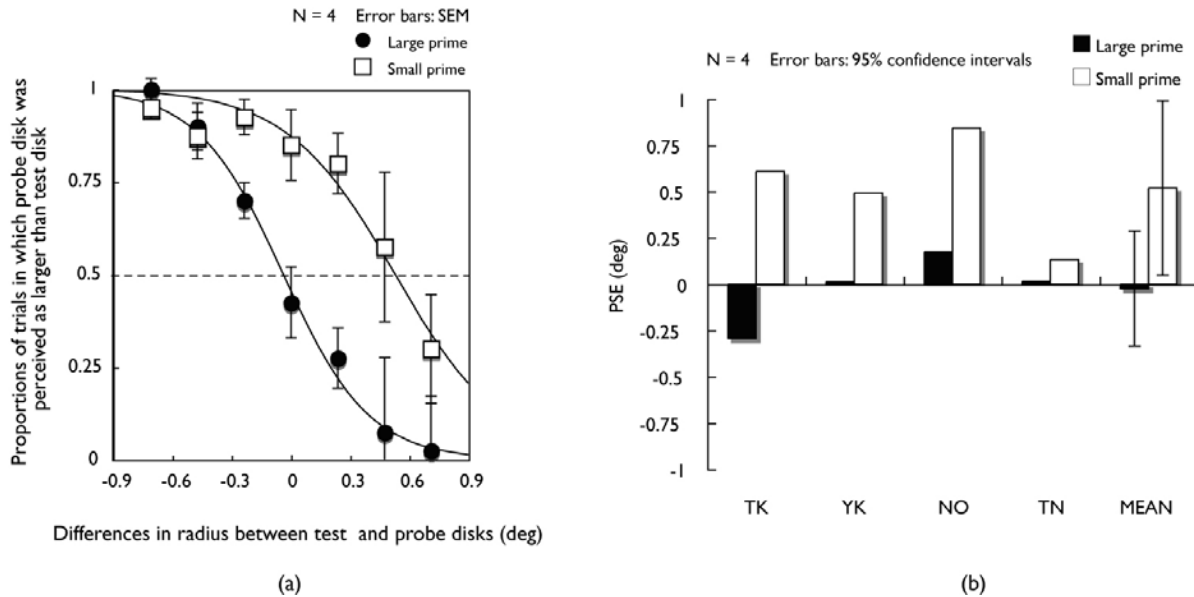 N = 4 Error bars: SEM
Large prime
Small prime
Proportions of trials in which probe disk was
perceived as larger than test disk
1
0.75
0.5
0.25
0
-0.9 -0.6 -0.3 0 0.3 0.6 0.9
Differences in radius between test and probe disks (deg)
(a)
N = 4 Error bars: 95% confidence intervals
Large prime
Small prime
PSE (deg)
1
0.75
0.5
0.25
0
-0.25
-0.5
-0.75
-1
TK YK NO TN MEAN
(b)